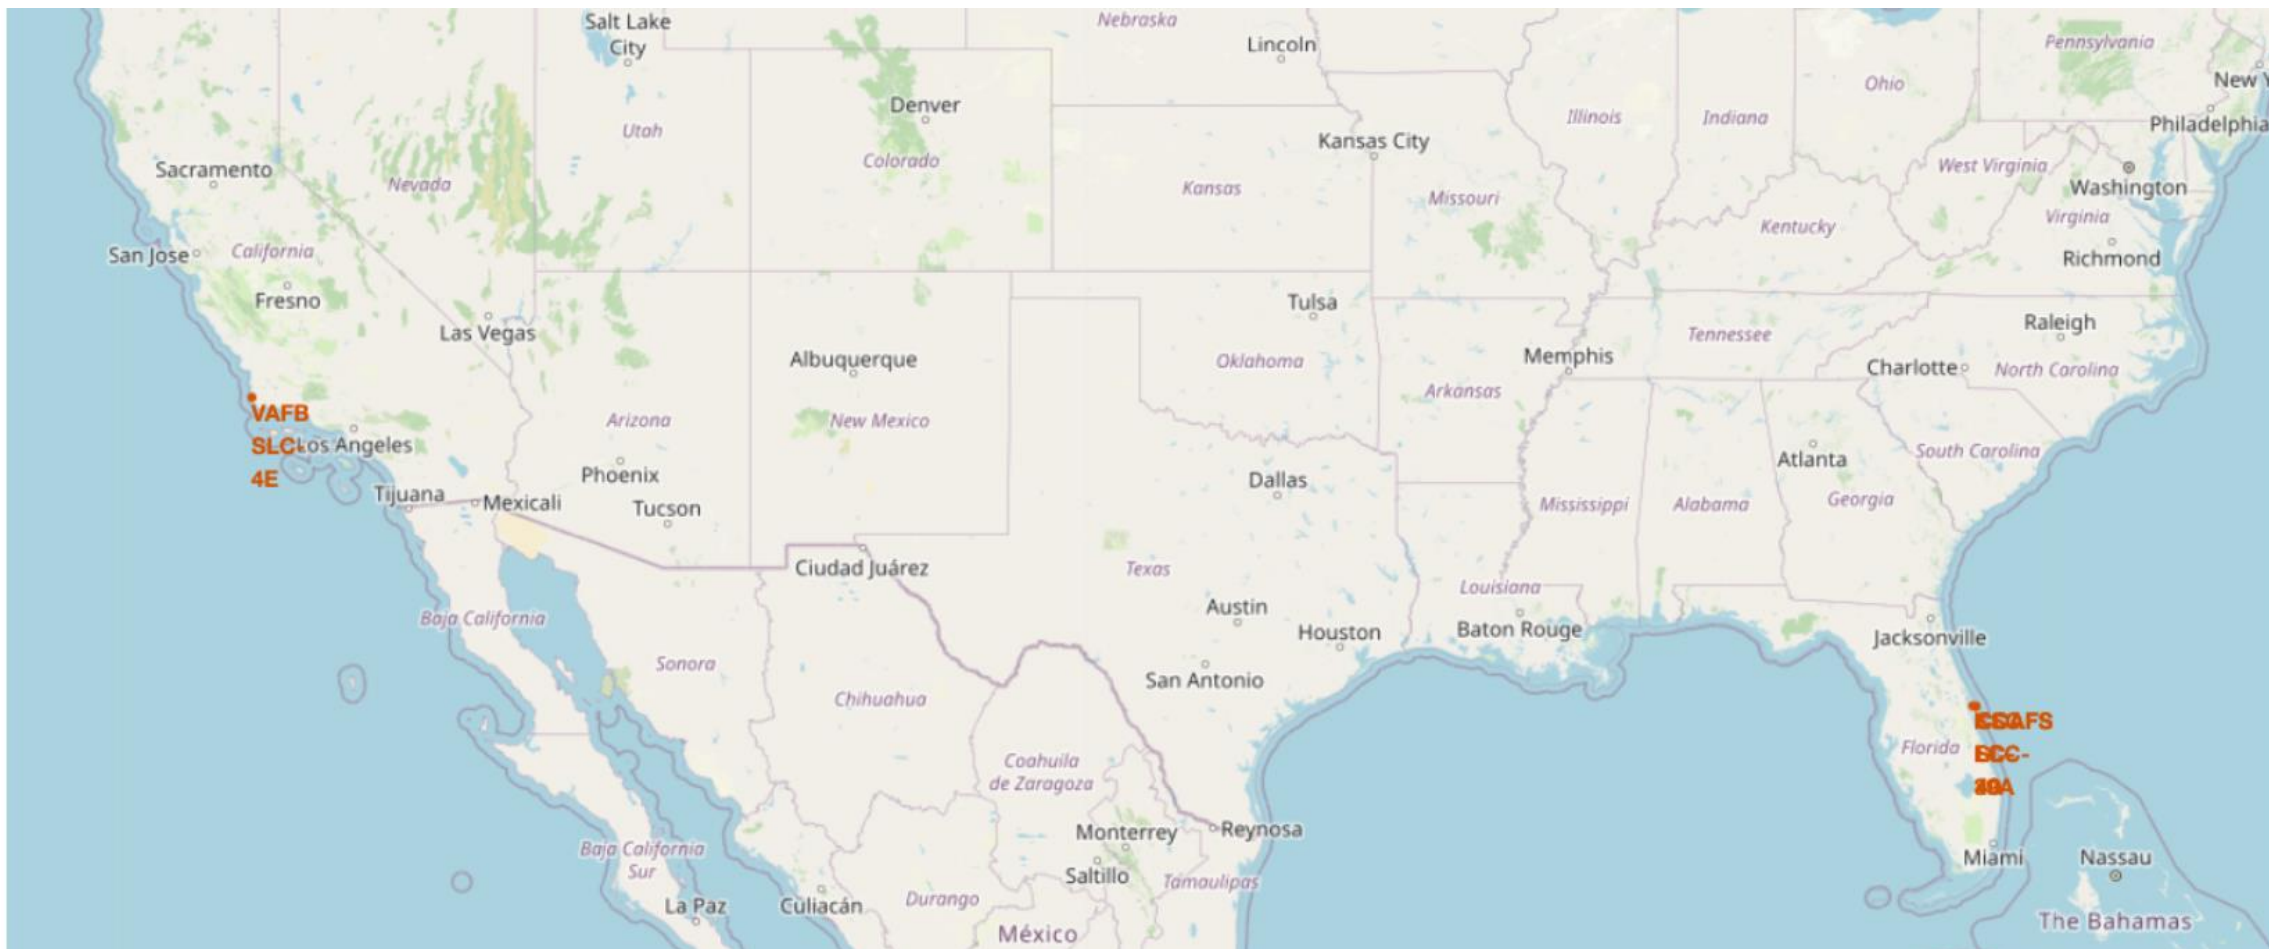 Salt Lake
City
Nebraska
Lincoln
Pennsylvania
New Y
Ohio
Denver
Illinois
Indiana
Philadelphia
Utah
Kansas City
Colorado
Sacramento
West Virginia
Nevada
Kansas
Washington
Missouri
Virginia
Kentucky
San Jose
California
Richmond
Fresno
Tulsa
Raleigh
Las Vegas
Tennessee
Albuquerque
Oklahoma
Memphis
Charlotte
North Carolina
Arkansas
VAFB
SLC-
4E
Arizona
New Mexico
Los Angeles
South Carolina
Atlanta
Phoenix
Dallas
Tijuana
Mexicali
Tucson
Mississippi
Alabama
Georgia
Ciudad Juárez
Texas
Louisiana
Austin
Baja California
Houston
Baton Rouge
Jacksonville
Sonora
San Antonio
Chihuahua
Florida
Coahuila
de Zaragoza
Monterrey
Reynosa
Baja California
Sur
Miami
Nassau
Saltillo
Tamaulipas
Durango
La Paz
Culiacán
The Bahamas
México